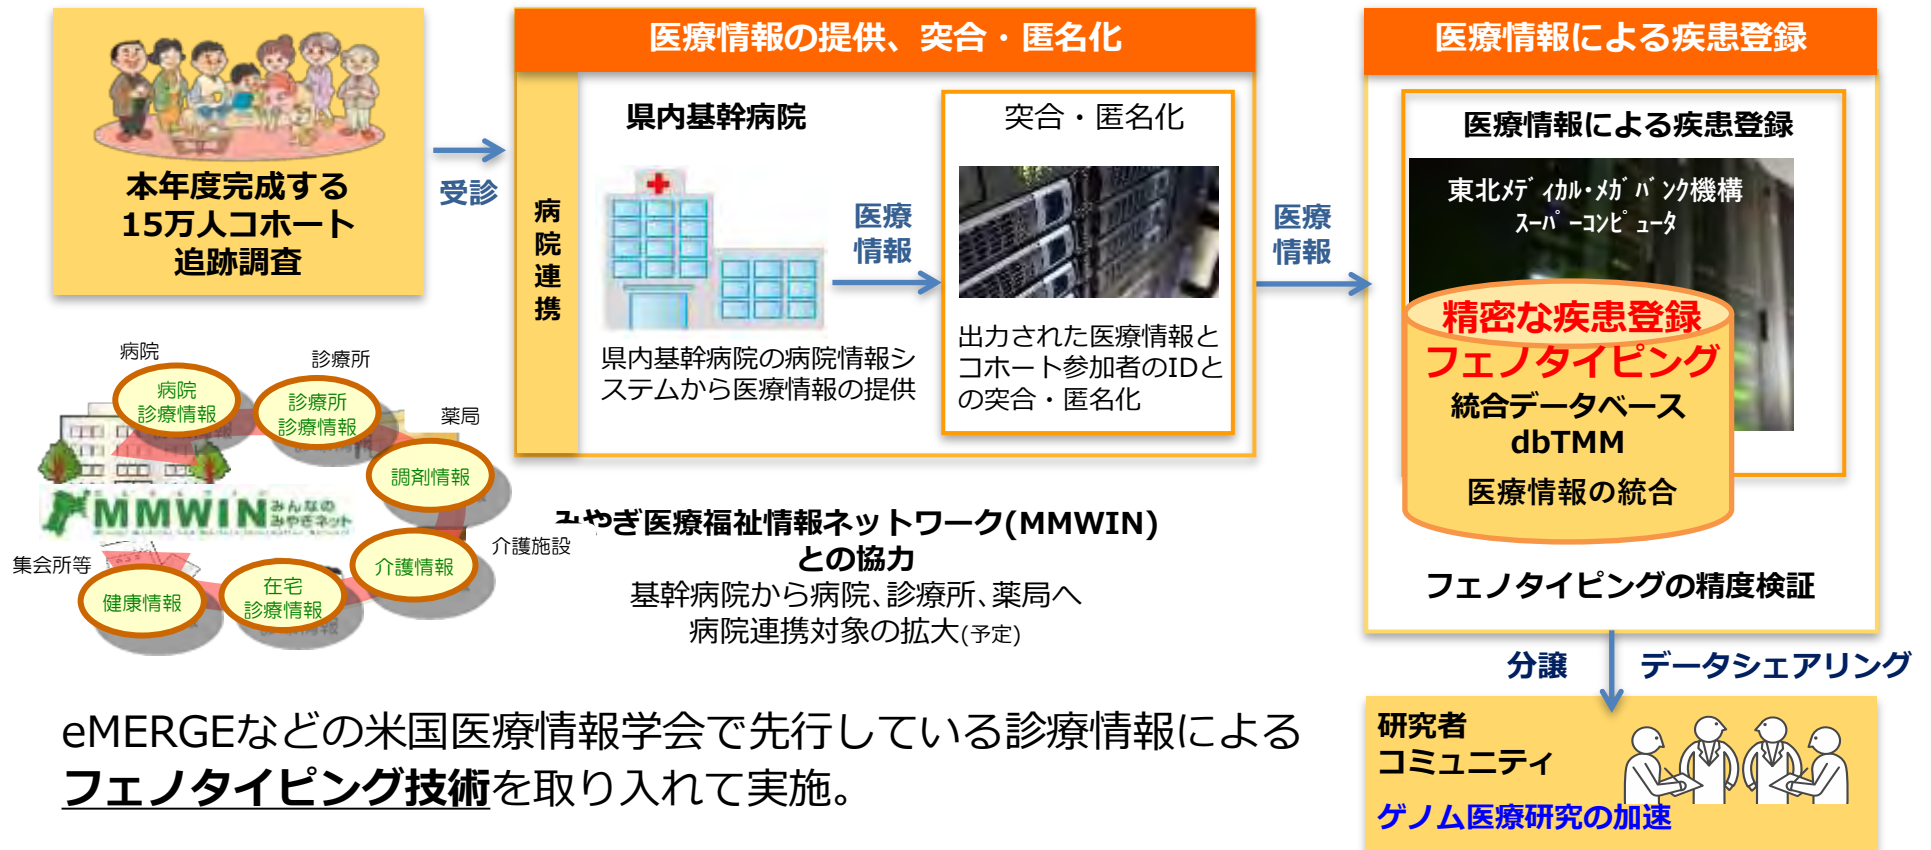 本年度完成する
15万人コホート
追跡調査
受診
医療情報の提供、突合・匿名化
病院連携
県内基幹病院
県内基幹病院の病院情報シ
ステムから医療情報の提供
医療
情報
突合・匿名化
出力された医療情報と
コホート参加者のIDと
の突合・匿名化
医療
情報
医療情報による疾患登録
医療情報による疾患登録
東北ﾒﾃﾞｨｶﾙ・ﾒｶﾞﾊﾞﾝｸ機構
ｽｰﾊﾟｰｺﾝﾋﾟｭｰﾀ
精密な疾患登録
フェノタイピング
統合データベース
dbTMM
医療情報の統合
フェノタイピングの精度検証
分譲
データシェアリング
研究者
コミュニティ
ゲノム医療研究の加速
病院
病院
診療情報
診療所
診療所
診療情報
薬局
調剤情報
MMWIN みんなの
みやぎネット
介護施設
介護情報
在宅
診療情報
集会所等
健康情報
みやぎ医療福祉情報ネットワーク(MMWIN)
との協力
基幹病院から病院、診療所、薬局へ
病院連携対象の拡大(予定)
eMERGEなどの米国医療情報学会で先行している診療情報による
フェノタイピング技術を取り入れて実施。